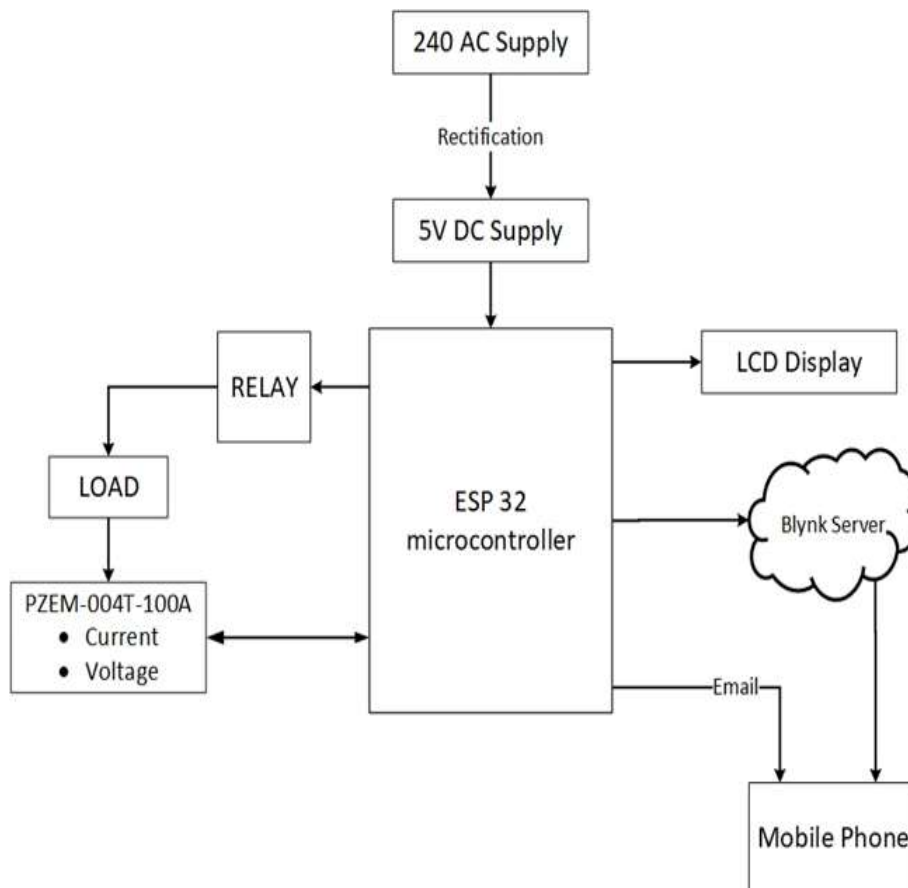 240 AC Supply
Rectification
5V DC Supply
RELAY
LCD Display
LOAD
ESP 32
microcontroller
Blynk Server
PZEM-004T-100A
• Current
• Voltage
Email
Mobile Phone